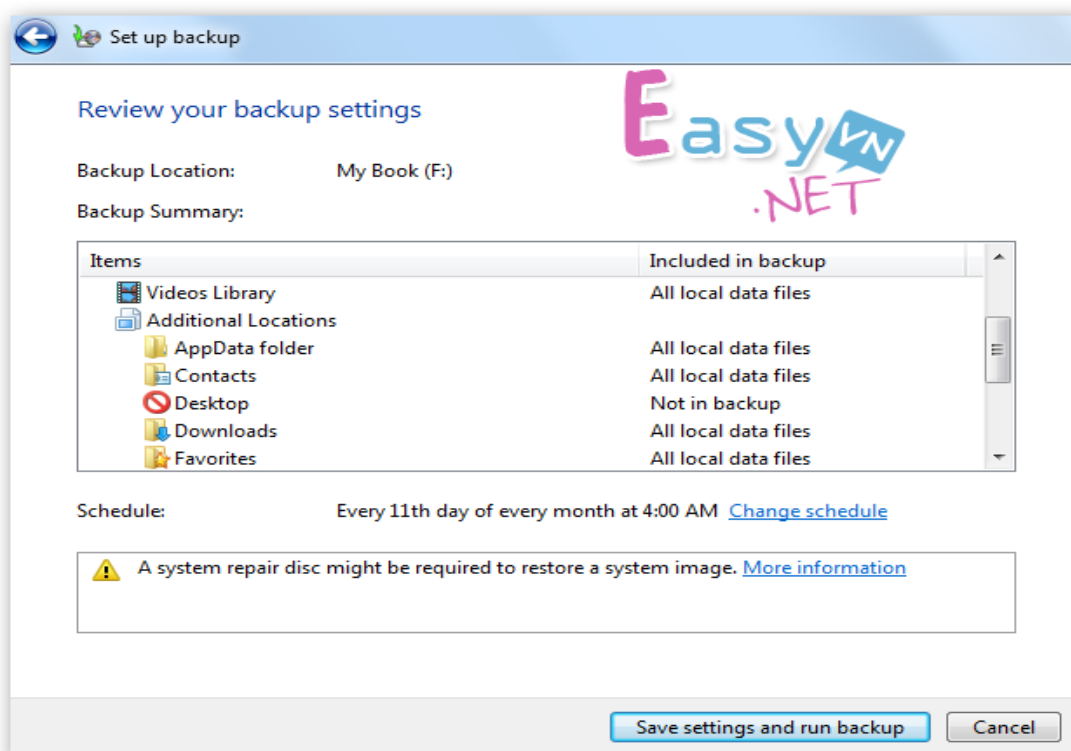 Set up backup
Review your backup settings
EasyVN
.NET
Backup Location: My Book (F:)
Backup Summary:
Items Included in backup
Videos Library All local data files
Additional Locations
AppData folder All local data files
Contacts All local data files
Desktop Not in backup
Downloads All local data files
Favorites All local data files
Schedule: Every 11th day of every month at 4:00 AM Change schedule
A system repair disc might be required to restore a system image. More information
Save settings and run backup Cancel